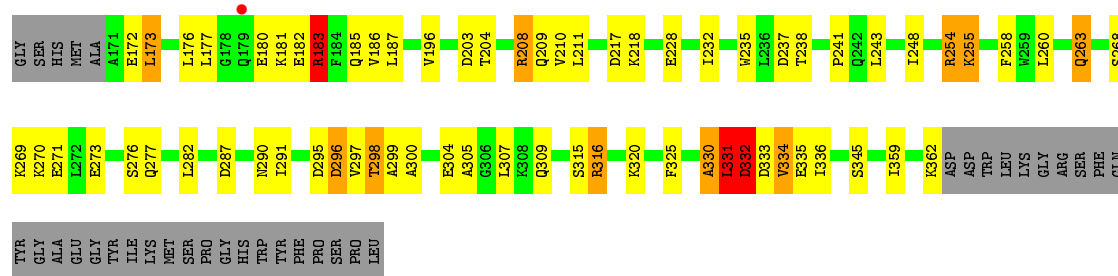 GLY SER HIS MET ALA A171 E172 L173 L176 L177 G178 Q179 E180 K181 E182 R183 F184 Q185 V186 L187 V196 D203 T204 R208 Q209 V210 L211 D217 K218 E228 I232 W235 L236 D237 T238 P241 Q242 L243 I248 R254 K255 F258 W259 L260 Q263 S268
K269 K270 E271 L272 E273 S276 Q277 L282 D287 N290 I291 D295 D296 V297 T298 A299 A300 E304 A305 G306 L307 K308 Q309 S315 R316 K320 F325 A330 L331 D332 D333 V334 E335 I336 S345 I359 K362 ASP ASP TRP LEU LYS GLY ARG SER PHE GLU
TYR GLY ALA GLU GLY TYR ILE LYS MET SER PRO GLY HIS TRP TYR PHE PRO SER PRO LEU